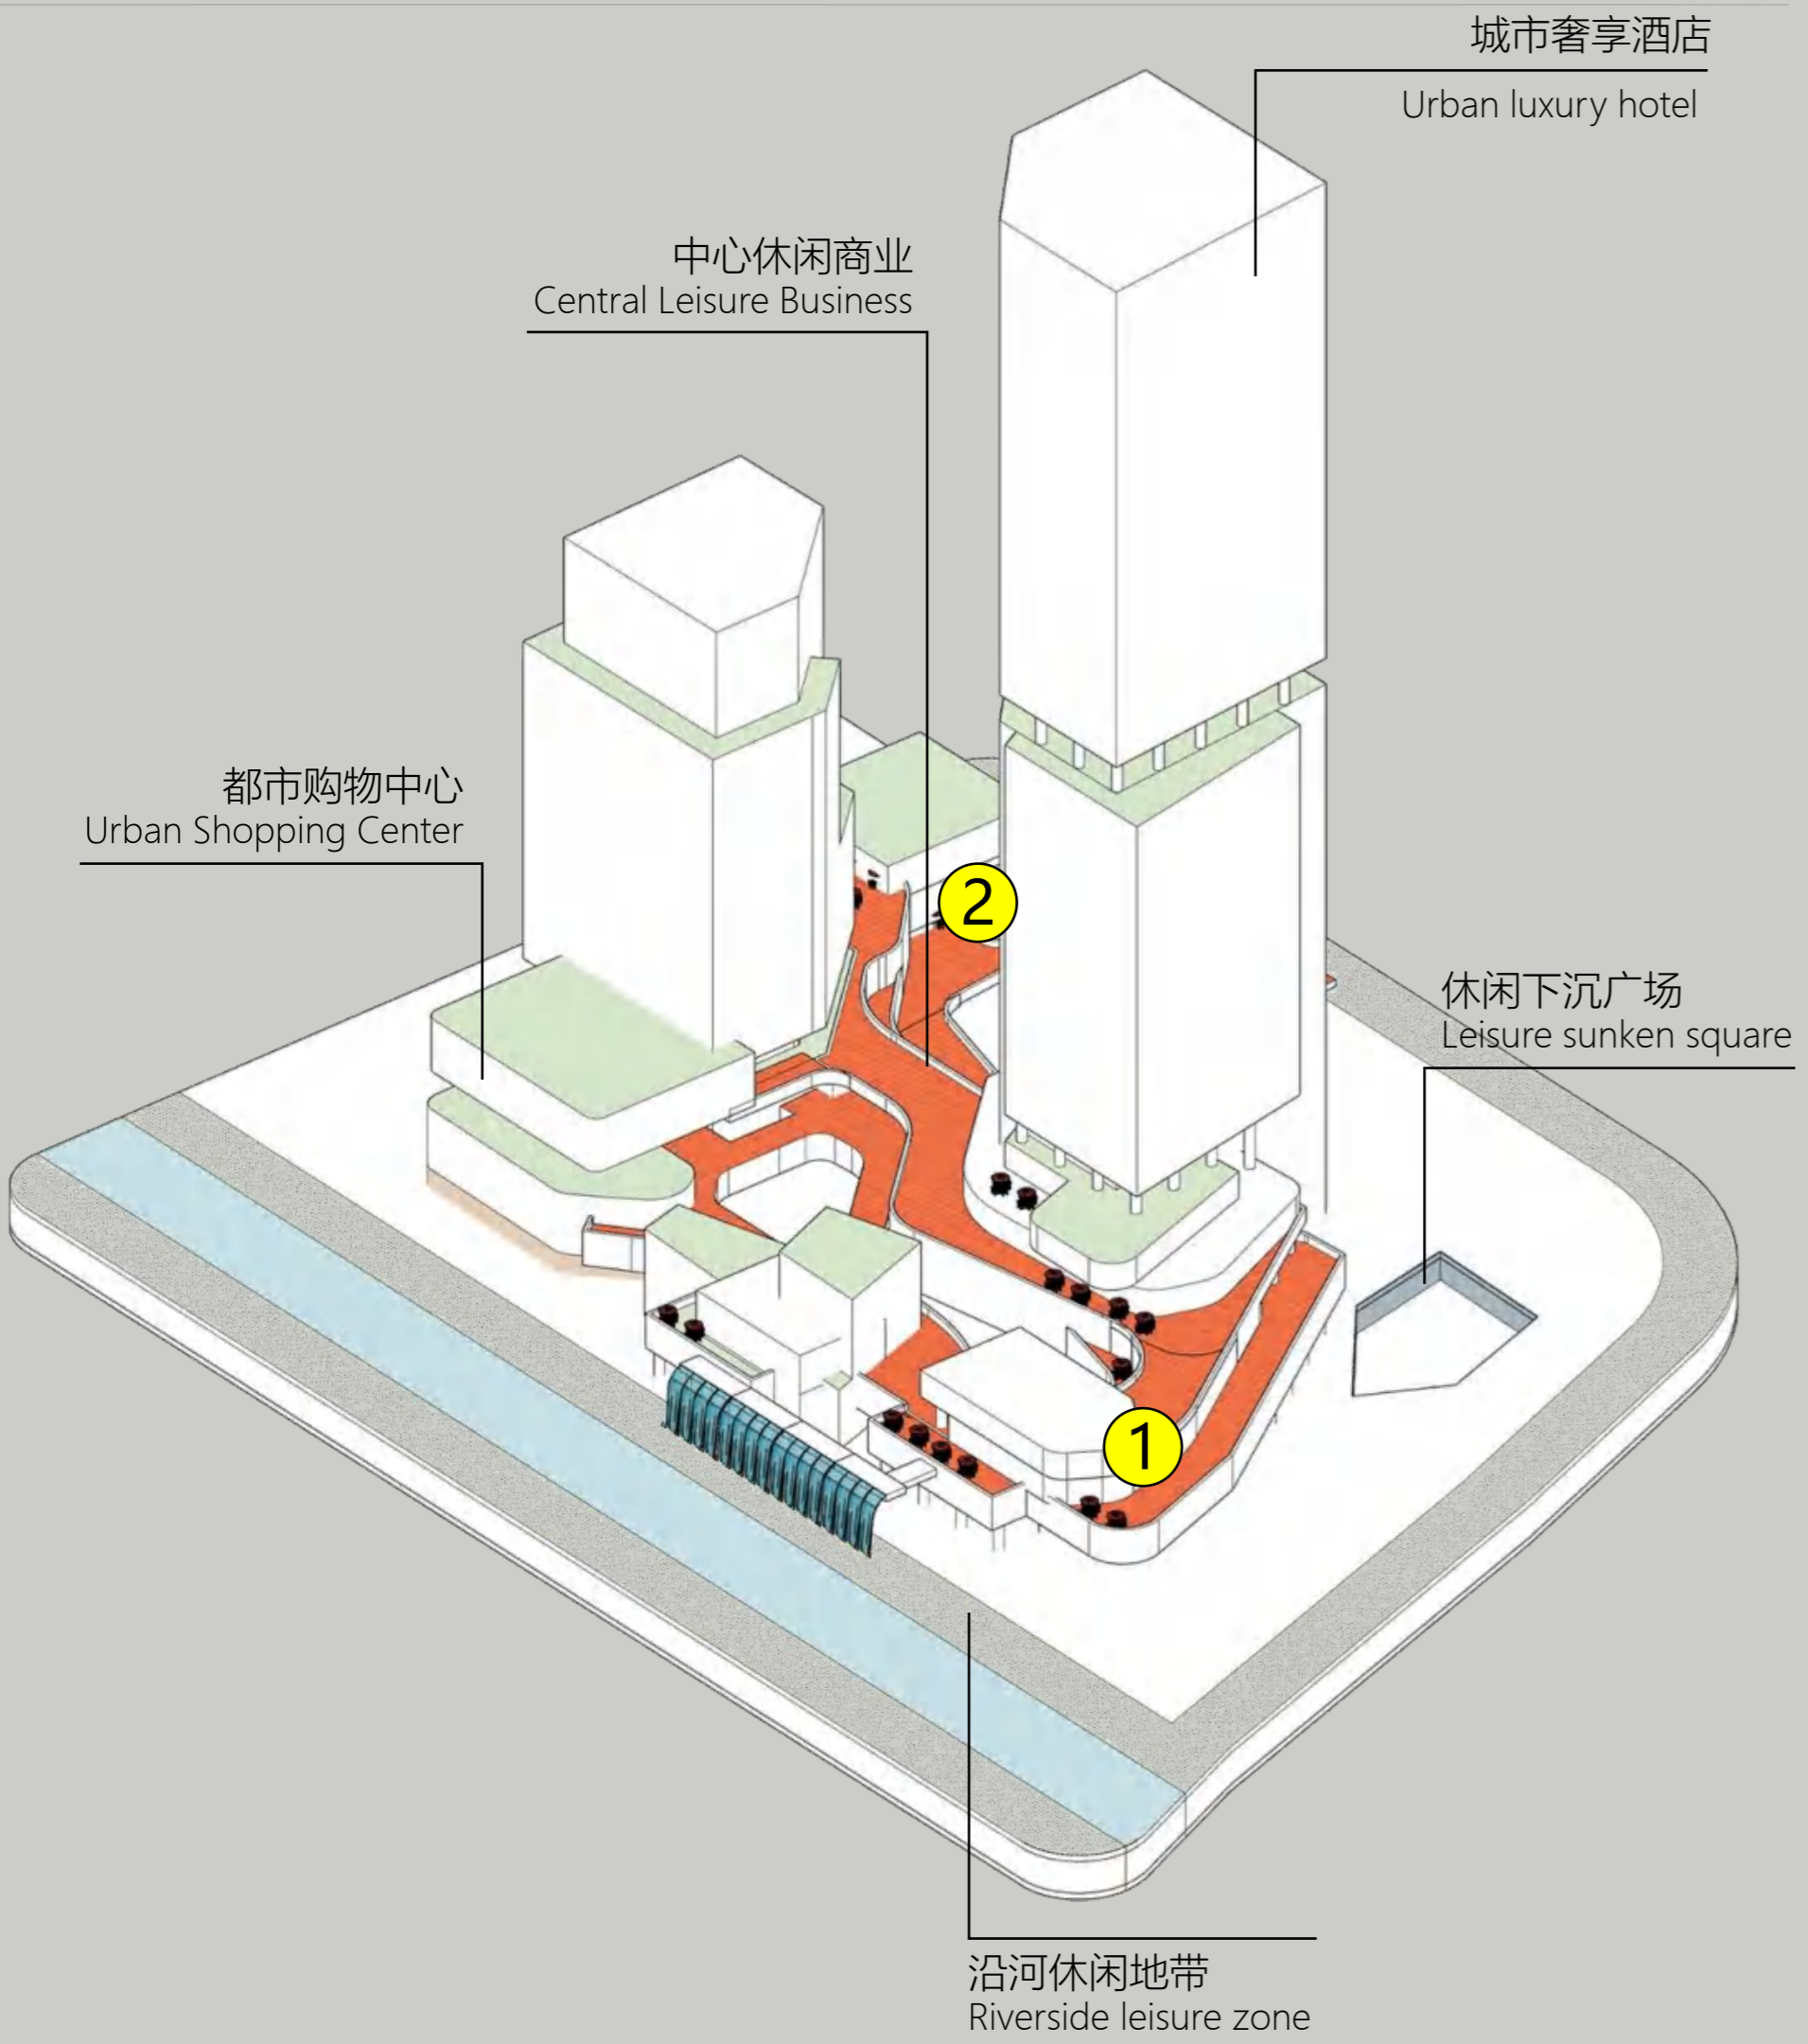 城市奢享酒店
Urban luxury hotel
中心休闲商业
Central Leisure Business
都市购物中心
Urban Shopping Center
2
休闲下沉广场
Leisure sunken square
1
沿河休闲地带
Riverside leisure zone